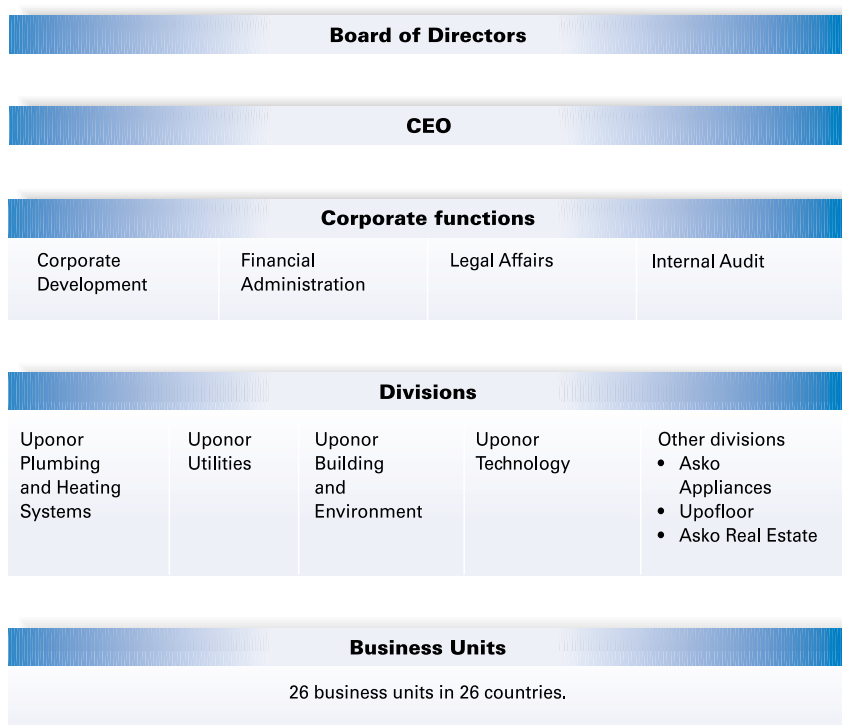 Board of Directors
CEO
Corporate functions
Corporate
Development
Financial
Administration
Legal Affairs
Internal Audit
Divisions
Uponor
Plumbing
and Heating
Systems
Uponor
Utilities
Uponor
Building
and
Environment
Uponor
Technology
Other divisions
• Asko
Appliances
• Upofloor
• Asko Real Estate
Business Units
26 business units in 26 countries.